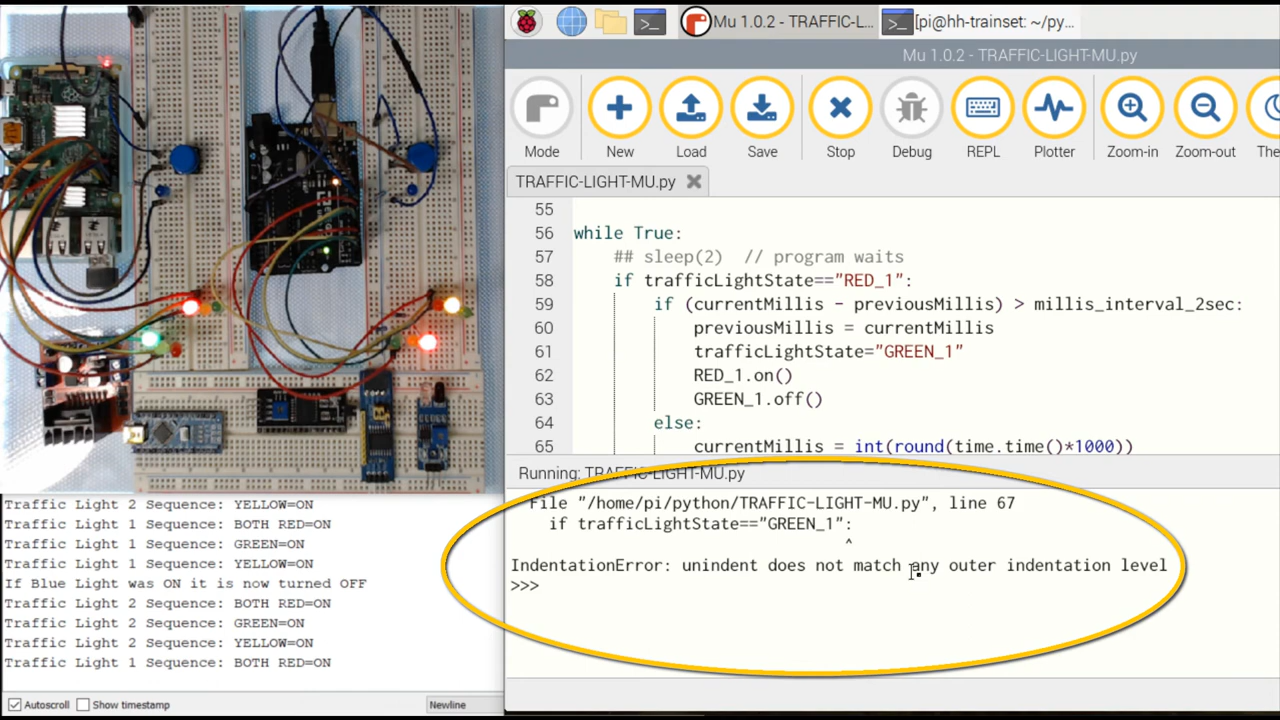 Mu 1.0.2 - TRAFFIC-L...
[pi@hh-trainset: ~/py...
Mu 1.0.2 - TRAFFIC-LIGHT-MU.py
Mode New Load Save Stop Debug REPL Plotter Zoom-in Zoom-out The
TRAFFIC-LIGHT-MU.py
55
56 while True:
57 ## sleep(2) // program waits
58 if trafficLightState=="RED_1":
59 if (currentMillis - previousMillis) > millis_interval_2sec:
60 previousMillis = currentMillis
61 trafficLightState="GREEN_1"
62 RED_1.on()
63 GREEN_1.off()
64 else:
65 currentMillis = int(round(time.time()*1000))
Running: TRAFFIC-LIGHT-MU.py
File "/home/pi/python/TRAFFIC-LIGHT-MU.py", line 67
if trafficLightState=="GREEN_1":
^
IndentationError: unindent does not match any outer indentation level
>>>
Traffic Light 2 Sequence: YELLOW=ON
Traffic Light 1 Sequence: BOTH RED=ON
Traffic Light 1 Sequence: GREEN=ON
Traffic Light 1 Sequence: YELLOW=ON
If Blue Light was ON it is now turned OFF
Traffic Light 2 Sequence: BOTH RED=ON
Traffic Light 2 Sequence: GREEN=ON
Traffic Light 2 Sequence: YELLOW=ON
Traffic Light 1 Sequence: BOTH RED=ON
Autoscroll Show timestamp Newline